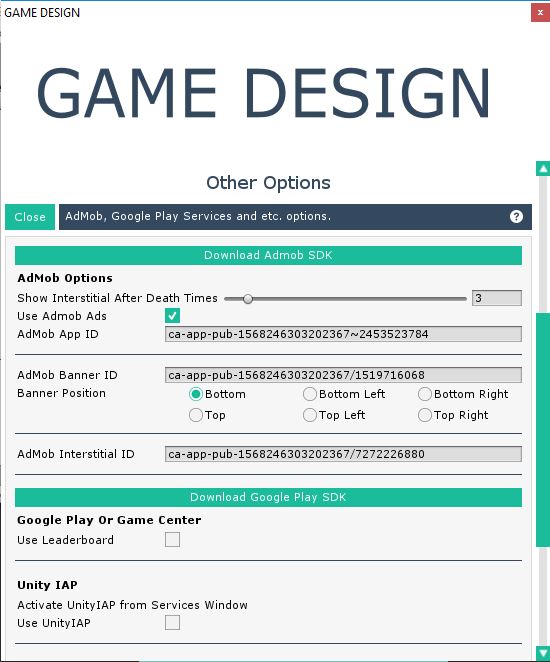 GAME DESIGN
x
GAME DESIGN
Other Options
Close
AdMob, Google Play Services and etc. options.
?
Download Admob SDK
AdMob Options
Show Interstitial After Death Times 3
Use Admob Ads
AdMob App ID ca-app-pub-1568246303202367~2453523784
AdMob Banner ID ca-app-pub-1568246303202367/1519716068
Banner Position Bottom Bottom Left Bottom Right
Top Top Left Top Right
AdMob Interstitial ID ca-app-pub-1568246303202367/7272226880
Download Google Play SDK
Google Play Or Game Center
Use Leaderboard
Unity IAP
Activate UnityIAP from Services Window
Use UnityIAP